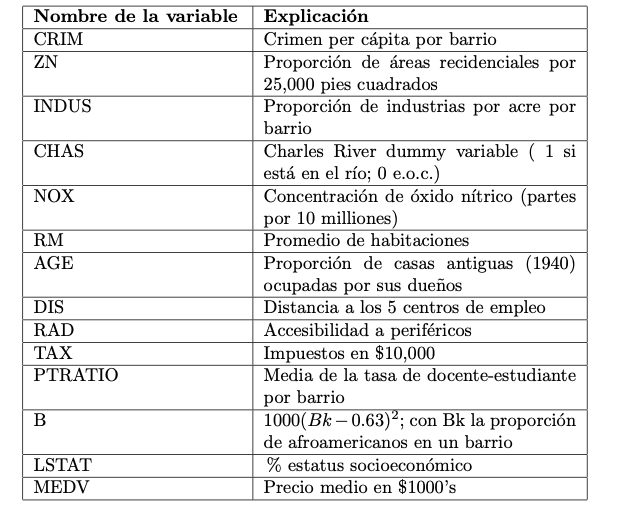 Nombre de la variable Explicación
CRIM Crimen per cápita por barrio
ZN Proporción de áreas recidenciales por
25,000 pies cuadrados
INDUS Proporción de industrias por acre por
barrio
CHAS Charles River dummy variable ( 1 si
está en el río; 0 e.o.c.)
NOX Concentración de óxido nítrico (partes
por 10 milliones)
RM Promedio de habitaciones
AGE Proporción de casas antiguas (1940)
ocupadas por sus dueños
DIS Distancia a los 5 centros de empleo
RAD Accesibilidad a periféricos
TAX Impuestos en $10,000
PTRATIO Media de la tasa de docente-estudiante
por barrio
B 1000(Bk − 0.63)²; con Bk la proporción
de afroamericanos en un barrio
LSTAT % estatus socioeconómico
MEDV Precio medio en $1000's